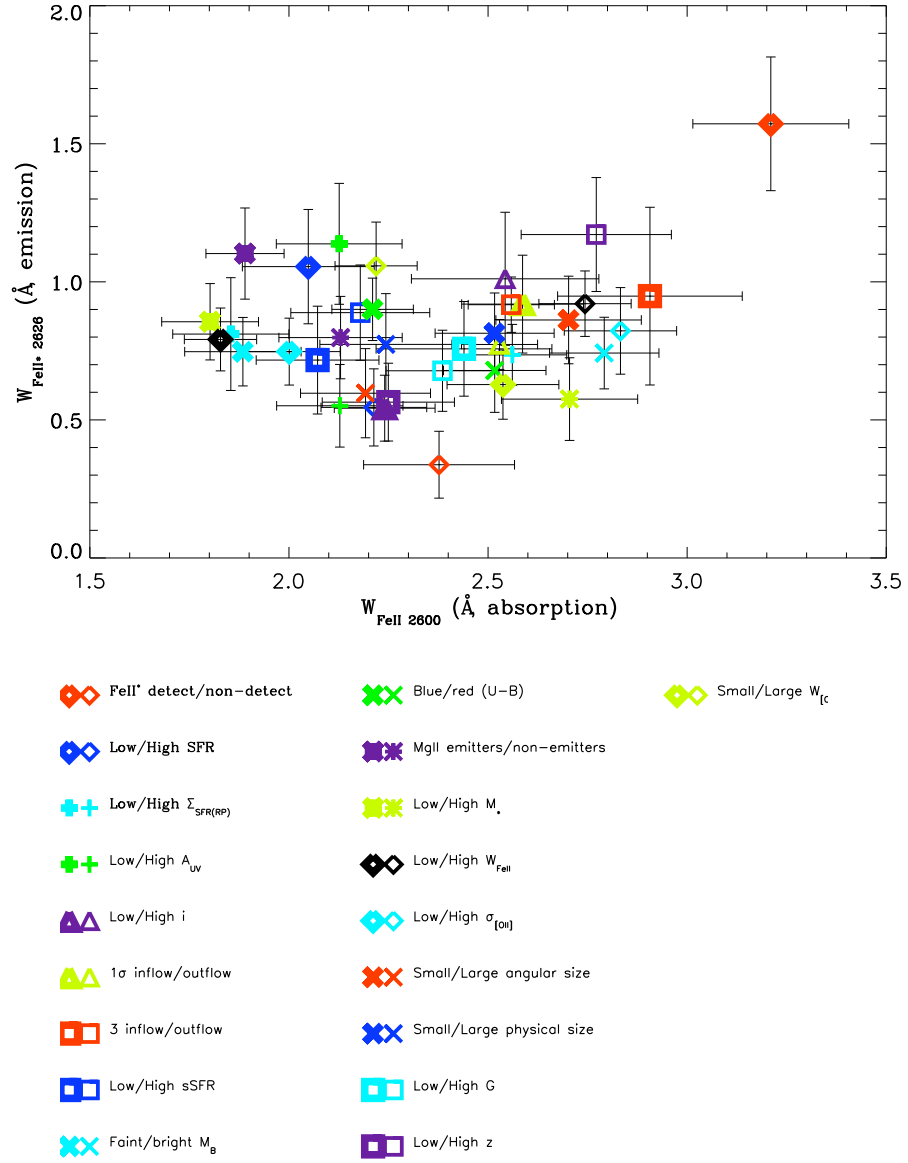 2.0
1.5
1.0
0.5
0.0
W FeII* 2626 (Å, emission)
1.5 2.0 2.5 3.0 3.5
W FeII 2600 (Å, absorption)
FeII* detect/non-detect
Low/High SFR
Low/High Σ SFR(RP)
Low/High A UV
Low/High i
1σ inflow/outflow
3 inflow/outflow
Low/High sSFR
Faint/bright M B
Blue/red (U-B)
MgII emitters/non-emitters
Low/High M *
Low/High W FeII
Low/High σ [OII]
Small/Large angular size
Small/Large physical size
Low/High G
Low/High z
Small/Large W